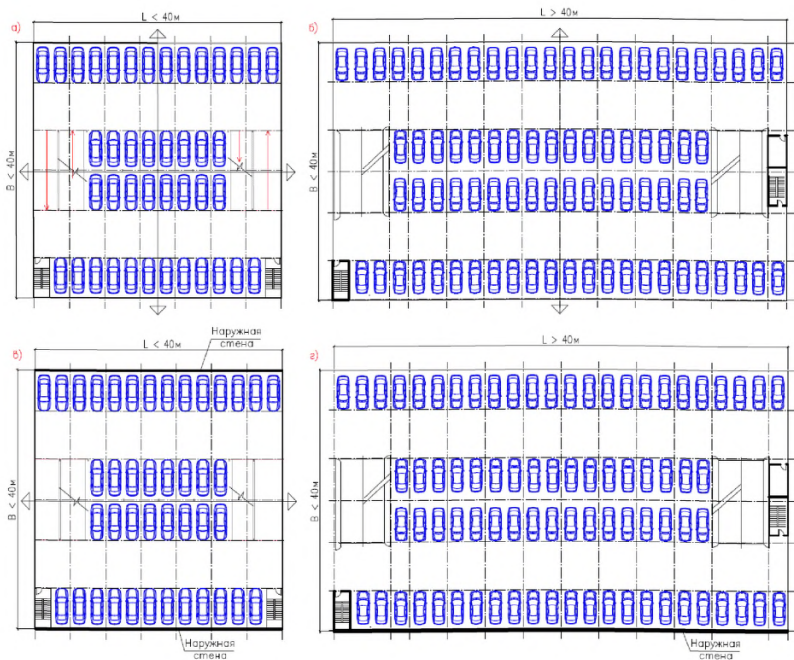 а)
L < 40м
B < 40м
б)
L > 40м
B < 40м
Наружная
стена
в)
L < 40м
B < 40м
Наружная
стена
г)
L > 40м
B < 40м
Наружная
стена